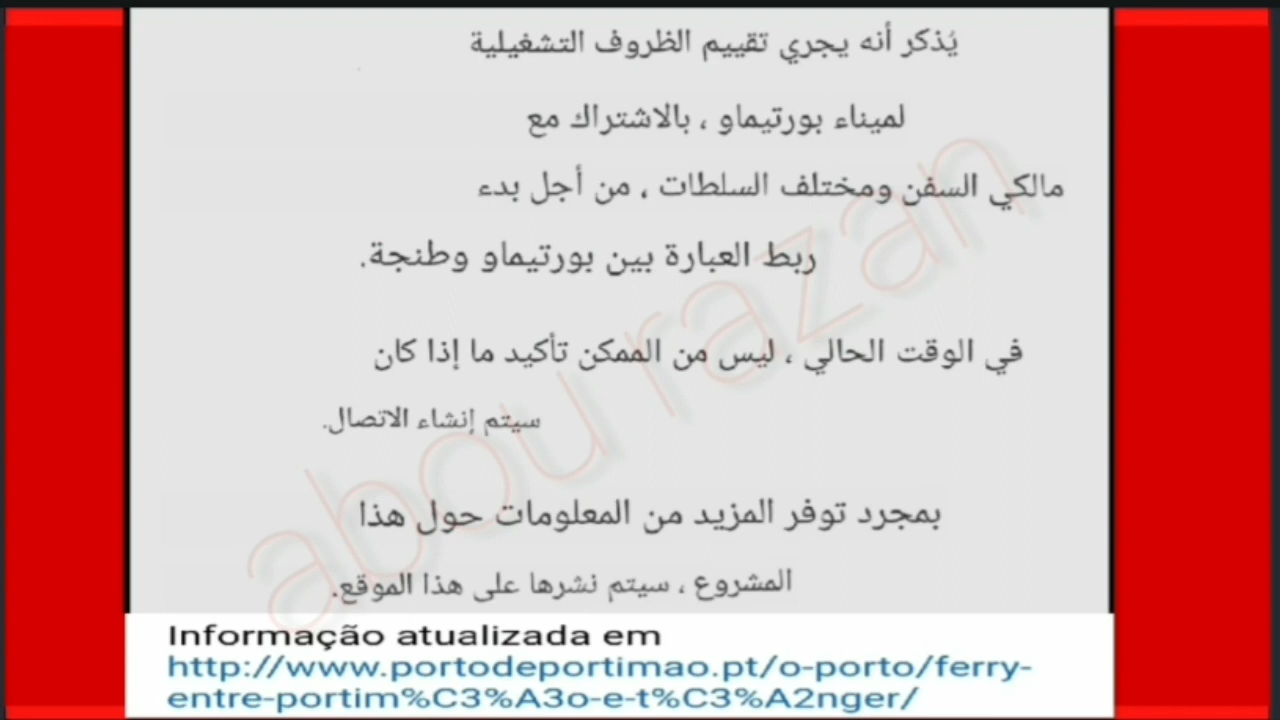 يُذكر أنه يجري تقييم الظروف التشغيلية
لميناء بورتيماو ، بالاشتراك مع
مالكي السفن ومختلف السلطات ، من أجل بدء
ربط العبارة بين بورتيماو وطنجة.
في الوقت الحالي ، ليس من الممكن تأكيد ما إذا كان
سيتم إنشاء الاتصال.
بمجرد توفر المزيد من المعلومات حول هذا
المشروع ، سيتم نشرها على هذا الموقع.
abou razan
Informação atualizada em
http://www.portodeportimao.pt/o-porto/ferry-
entre-portim%C3%A3o-e-t%C3%A2nger/